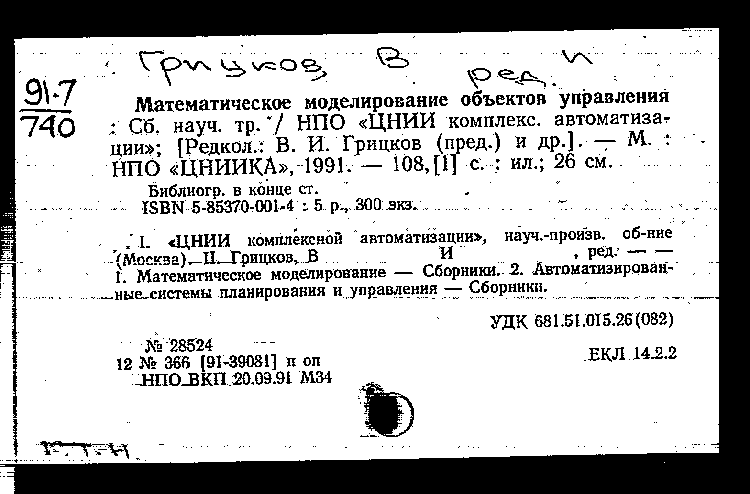 Грицков В И
ред.
91-7
740
Математическое моделирование объектов управления
: Сб. науч. тр. / НПО «ЦНИИ комплекс. автоматиза-
ции»; [Редкол.: В. И. Грицков (пред.) и др.]. — М. :
НПО «ЦНИИКА», 1991. — 108,[1] с. : ил.; 26 см.
Библиогр. в конце ст.
ISBN 5-85370-001-4 : 5 р., 300 экз.
I. «ЦНИИ комплексной автоматизации», науч.-произв. об-ние
(Москва). II. Грицков, В И , ред. — —
1. Математическое моделирование — Сборники. 2. Автоматизирован-
ные системы планирования и управления — Сборники.
УДК 681.51.015.26(082)
№ 28524
12 № 366 [91-39081] п оп
ЕКЛ 14.2.2
НПО ВКП 20.09.91 М34